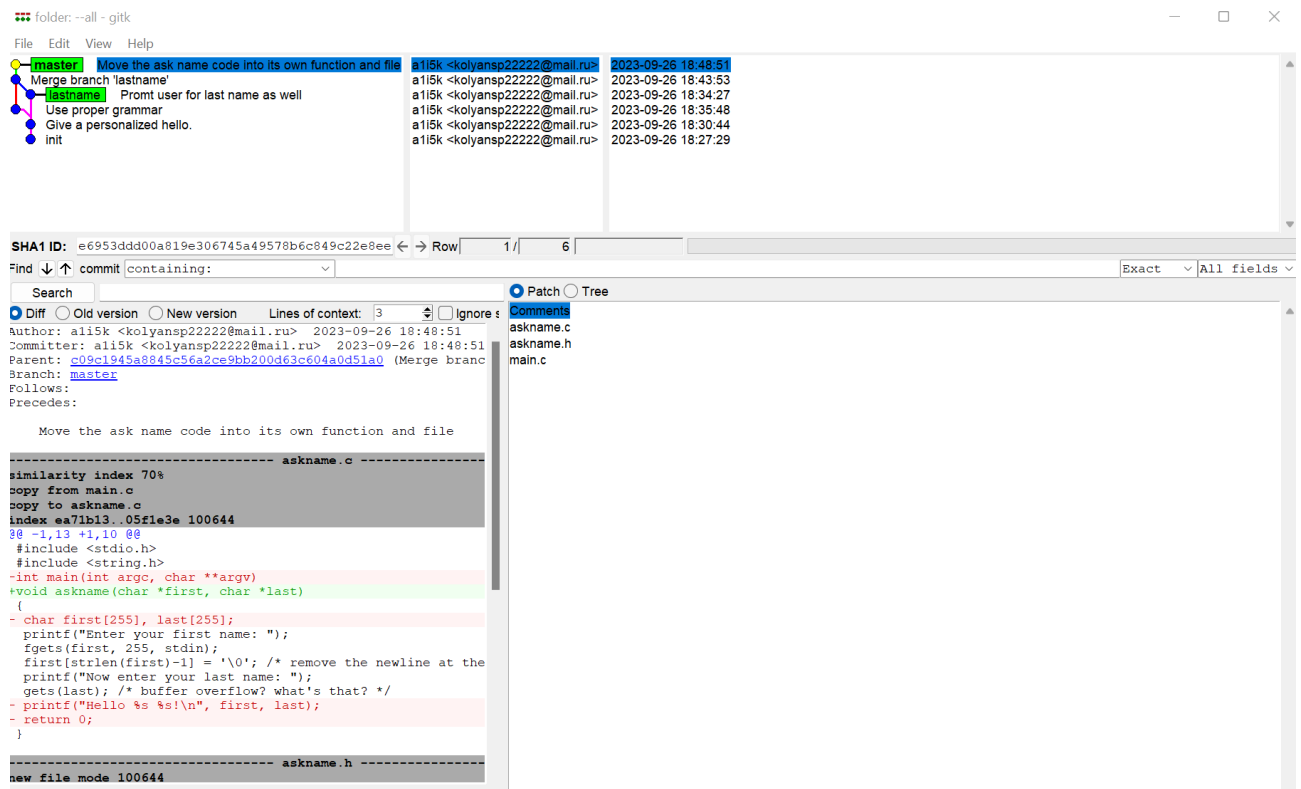 folder: --all - gitk
File Edit View Help
master Move the ask name code into its own function and file a1i5k <kolyansp22222@mail.ru> 2023-09-26 18:48:51
Merge branch 'lastname' a1i5k <kolyansp22222@mail.ru> 2023-09-26 18:43:53
lastname Promt user for last name as well a1i5k <kolyansp22222@mail.ru> 2023-09-26 18:34:27
Use proper grammar a1i5k <kolyansp22222@mail.ru> 2023-09-26 18:35:48
Give a personalized hello. a1i5k <kolyansp22222@mail.ru> 2023-09-26 18:30:44
init a1i5k <kolyansp22222@mail.ru> 2023-09-26 18:27:29
SHA1 ID: e6953ddd00a819e306745a49578b6c849c22e8ee ← → Row 1 / 6
Find ↓ ↑ commit containing: Exact All fields
Search Patch Tree
Diff Old version New version Lines of context: 3 Ignore s
Comments
askname.c
askname.h
main.c
Author: a1i5k <kolyansp22222@mail.ru> 2023-09-26 18:48:51
Committer: a1i5k <kolyansp22222@mail.ru> 2023-09-26 18:48:51
Parent: c09c1945a8845c56a2ce9bb200d63c604a0d51a0 (Merge branc
Branch: master
Follows:
Precedes:
Move the ask name code into its own function and file
---------------------------------- askname.c ----------------
similarity index 70%
copy from main.c
copy to askname.c
index ea71b13..05f1e3e 100644
@@ -1,13 +1,10 @@
#include <stdio.h>
#include <string.h>
-int main(int argc, char **argv)
+void askname(char *first, char *last)
{
- char first[255], last[255];
printf("Enter your first name: ");
fgets(first, 255, stdin);
first[strlen(first)-1] = '\0'; /* remove the newline at the
printf("Now enter your last name: ");
gets(last); /* buffer overflow? what's that? */
- printf("Hello %s %s!\n", first, last);
- return 0;
}
---------------------------------- askname.h ----------------
new file mode 100644